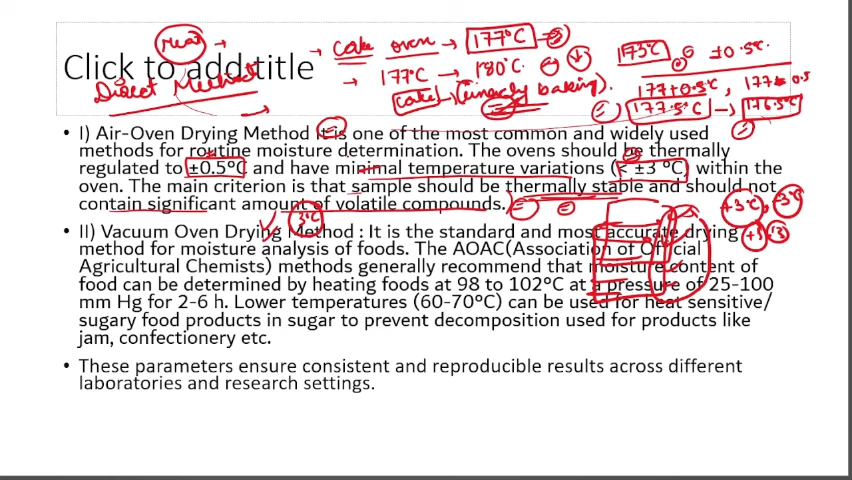 meat →
→ cake oven → 177°C
173°C ±0.5°C
Click to add title
→ 177°C → 180°C
177±0.5°C, 177±0.5
Direct Method
cake → (unevenly baking).
177.5°C → 176.5°C
• I) Air-Oven Drying Method It is one of the most common and widely used
methods for routine moisture determination. The ovens should be thermally
regulated to ±0.5°C and have minimal temperature variations (< ±3 °C) within the
oven. The main criterion is that sample should be thermally stable and should not
contain significant amount of volatile compounds.
+3°C, -3°C
3°C
+3
• II) Vacuum Oven Drying Method : It is the standard and most accurate drying
method for moisture analysis of foods. The AOAC(Association of Official
Agricultural Chemists) methods generally recommend that moisture content of
food can be determined by heating foods at 98 to 102°C at a pressure of 25-100
mm Hg for 2-6 h. Lower temperatures (60-70°C) can be used for heat sensitive/
sugary food products in sugar to prevent decomposition used for products like
jam, confectionery etc.
• These parameters ensure consistent and reproducible results across different
laboratories and research settings.